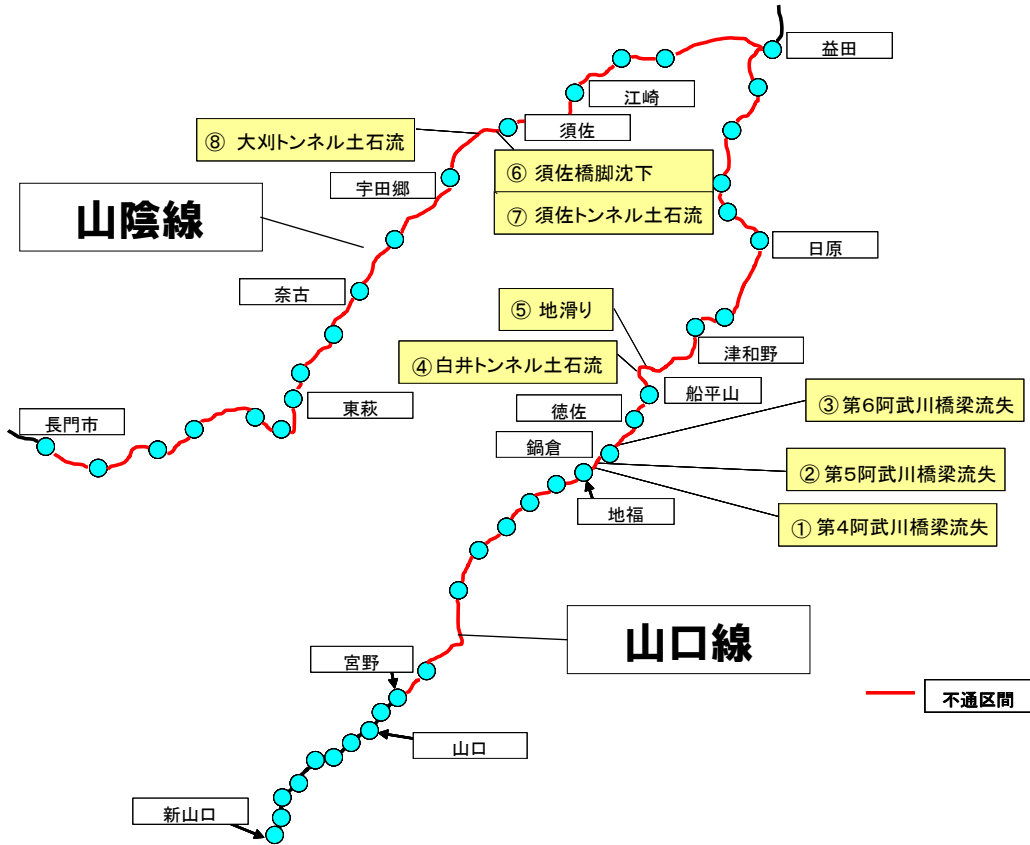 益田
江崎
須佐
⑧ 大刈トンネル土石流
⑥ 須佐橋脚沈下
宇田郷
⑦ 須佐トンネル土石流
山陰線
日原
奈古
⑤ 地滑り
津和野
④白井トンネル土石流
船平山
東萩
徳佐
③第6阿武川橋梁流失
長門市
鍋倉
②第5阿武川橋梁流失
地福
①第4阿武川橋梁流失
山口線
宮野
不通区間
山口
新山口